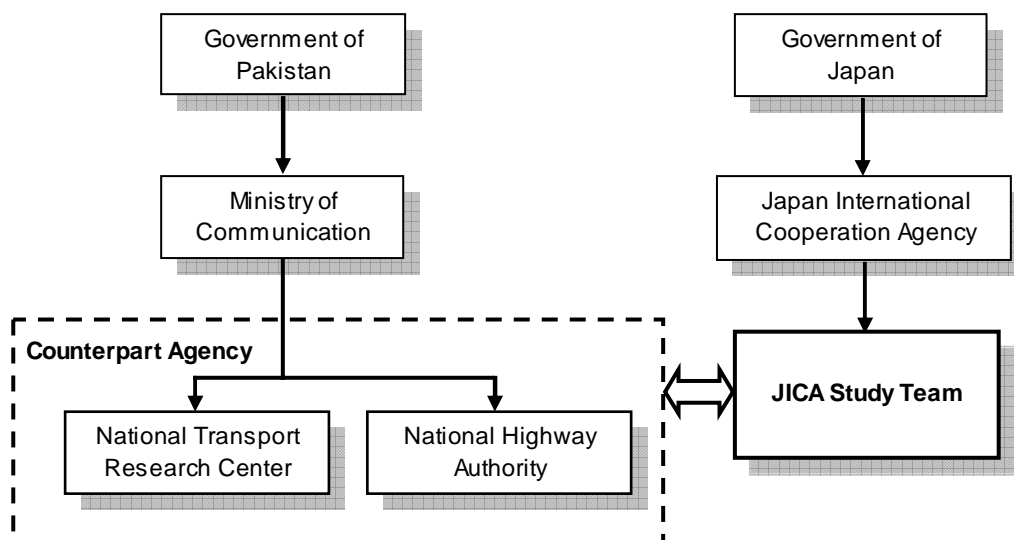 Government of
Pakistan
Government of
Japan
Ministry of
Communication
Japan International
Cooperation Agency
Counterpart Agency
JICA Study Team
National Transport
Research Center
National Highway
Authority